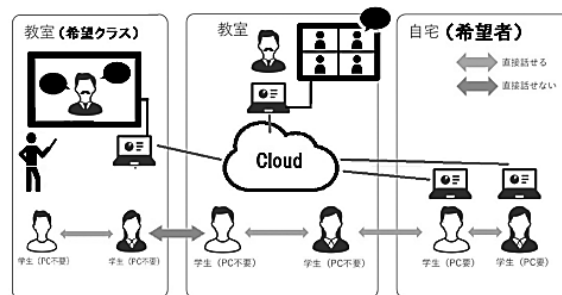 教室(希望クラス)
教室
自宅(希望者)
直接話せる
直接話せない
Cloud
学生(PC不要)
学生(PC不要)
学生(PC不要)
学生(PC不要)
学生(PC要)
学生(PC要)